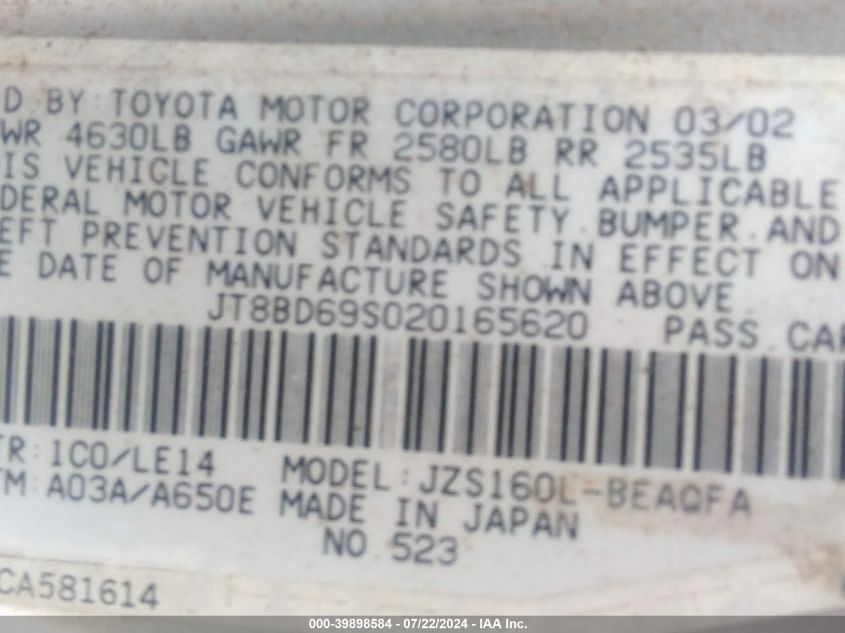 D BY TOYOTA MOTOR CORPORATION 03/02
WR 4630LB GAWR FR 2580LB RR 2535LB
IS VEHICLE CONFORMS TO ALL APPLICABLE
DERAL MOTOR VEHICLE SAFETY, BUMPER, AND
EFT PREVENTION STANDARDS IN EFFECT ON
E DATE OF MANUFACTURE SHOWN ABOVE.
JT8BD69S020165620 PASS. CAR
TR: 1C0/LE14 MODEL: JZS160L-BEAQFA
TM: A03A/A650E MADE IN JAPAN
NO. 523
CA581614
000-39898584 / 07/22/2024 - IAA Inc.